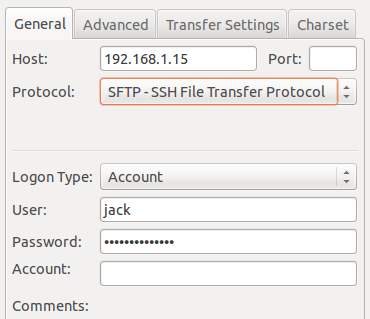 General Advanced Transfer Settings Charset
Host: 192.168.1.15 Port:
Protocol: SFTP - SSH File Transfer Protocol
Logon Type: Account
User: jack
Password: ••••••••••••••
Account:
Comments: